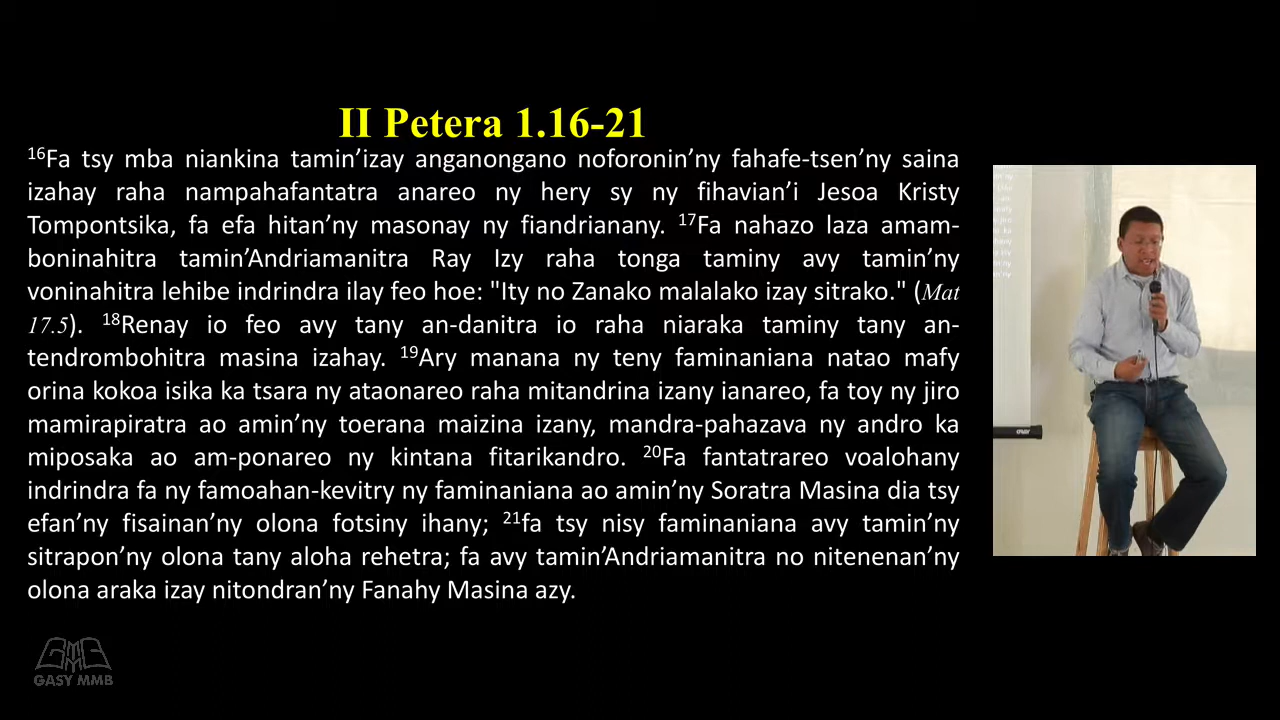 II Petera 1.16-21
¹⁶Fa tsy mba niankina tamin’izay anganongano noforonin’ny fahafe-tsen’ny saina
izahay raha nampahafantatra anareo ny hery sy ny fihavian’i Jesoa Kristy
Tompontsika, fa efa hitan’ny masonay ny fiandrianany. ¹⁷Fa nahazo laza amam-
boninahitra tamin’Andriamanitra Ray Izy raha tonga taminy avy tamin’ny
voninahitra lehibe indrindra ilay feo hoe: "Ity no Zanako malalako izay sitrako." (Mat
17.5). ¹⁸Renay io feo avy tany an-danitra io raha niaraka taminy tany an-
tendrombohitra masina izahay. ¹⁹Ary manana ny teny faminaniana natao mafy
orina kokoa isika ka tsara ny ataonareo raha mitandrina izany ianareo, fa toy ny jiro
mamirapiratra ao amin’ny toerana maizina izany, mandra-pahazava ny andro ka
miposaka ao am-ponareo ny kintana fitarikandro. ²⁰Fa fantatrareo voalohany
indrindra fa ny famoahan-kevitry ny faminaniana ao amin’ny Soratra Masina dia tsy
efan’ny fisainan’ny olona fotsiny ihany; ²¹fa tsy nisy faminaniana avy tamin’ny
sitrapon’ny olona tany aloha rehetra; fa avy tamin’Andriamanitra no nitenenan’ny
olona araka izay nitondran’ny Fanahy Masina azy.
GASY MMB